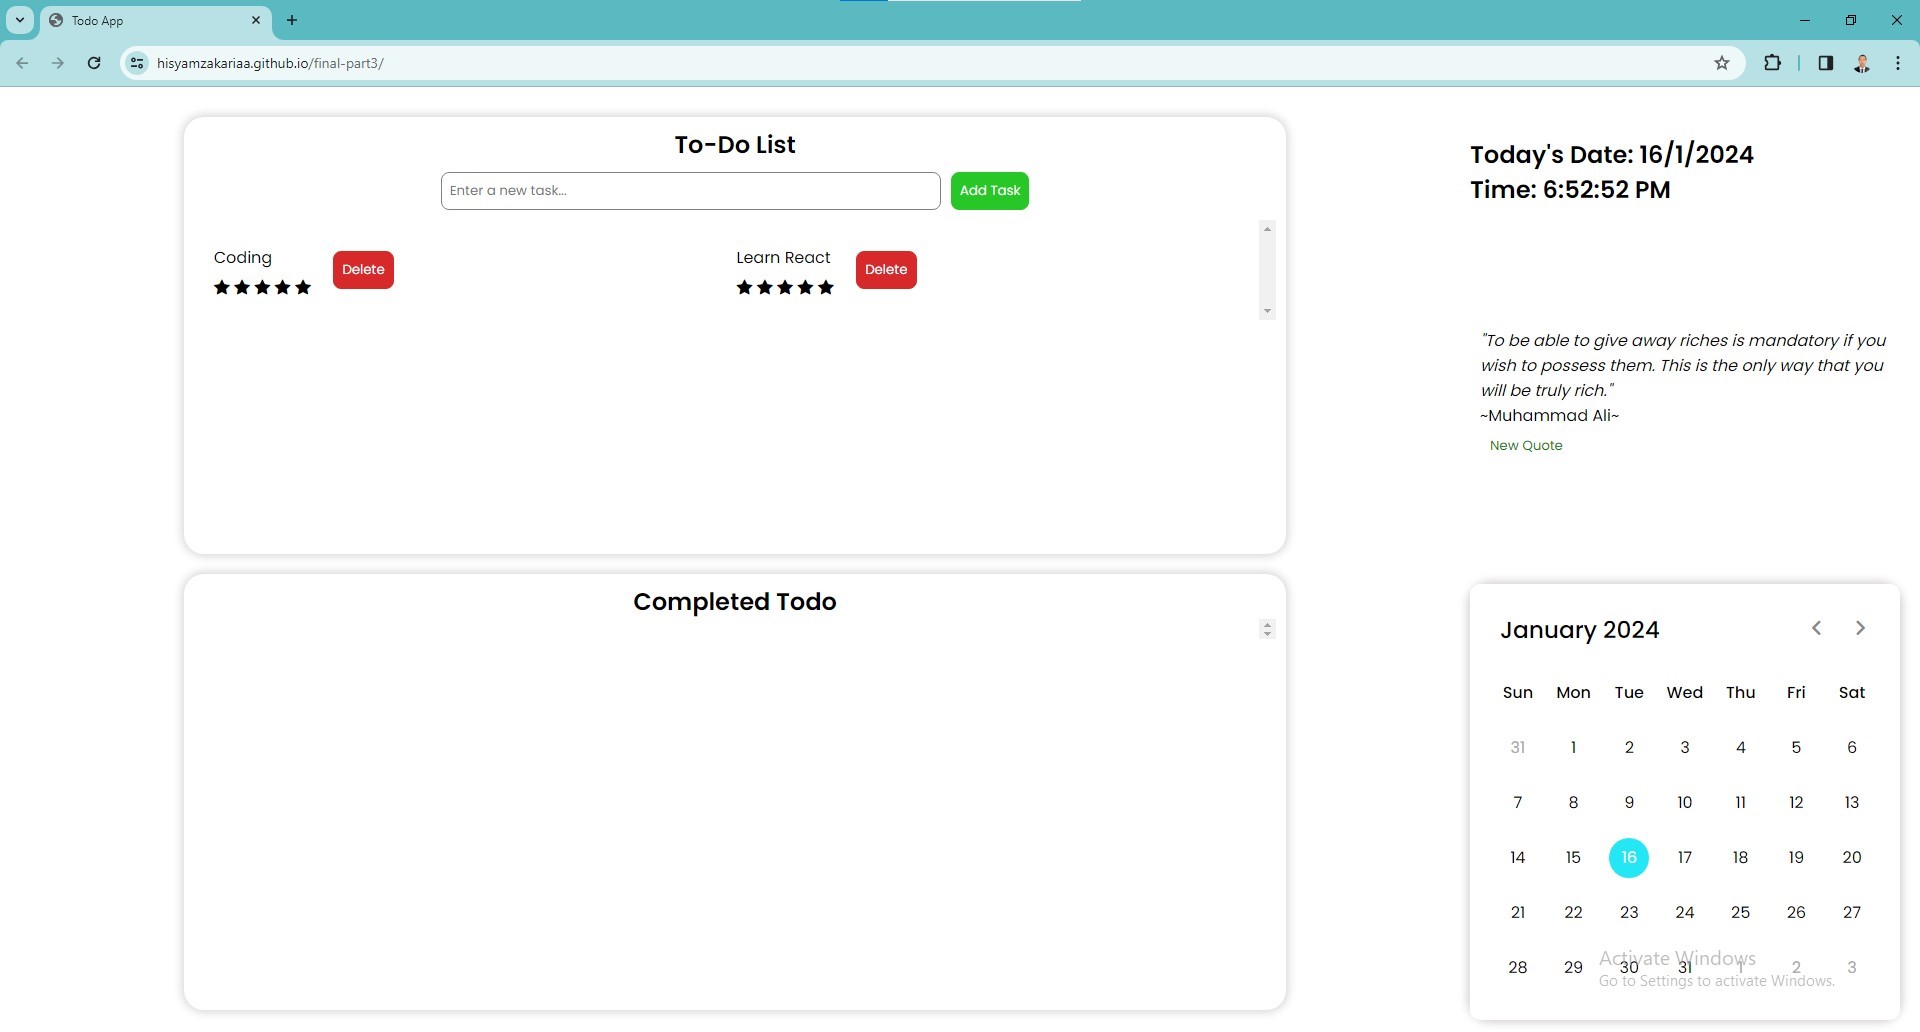 Todo App
hisyamzakariaa.github.io/final-part3/
To-Do List
Enter a new task...
Add Task
Coding
Delete
Learn React
Delete
Completed Todo
Today's Date: 16/1/2024
Time: 6:52:52 PM
"To be able to give away riches is mandatory if you
wish to possess them. This is the only way that you
will be truly rich."
~Muhammad Ali~
New Quote
January 2024
Sun Mon Tue Wed Thu Fri Sat
31 1 2 3 4 5 6
7 8 9 10 11 12 13
14 15 16 17 18 19 20
21 22 23 24 25 26 27
28 29 30 31 1 2 3
Activate Windows
Go to Settings to activate Windows.